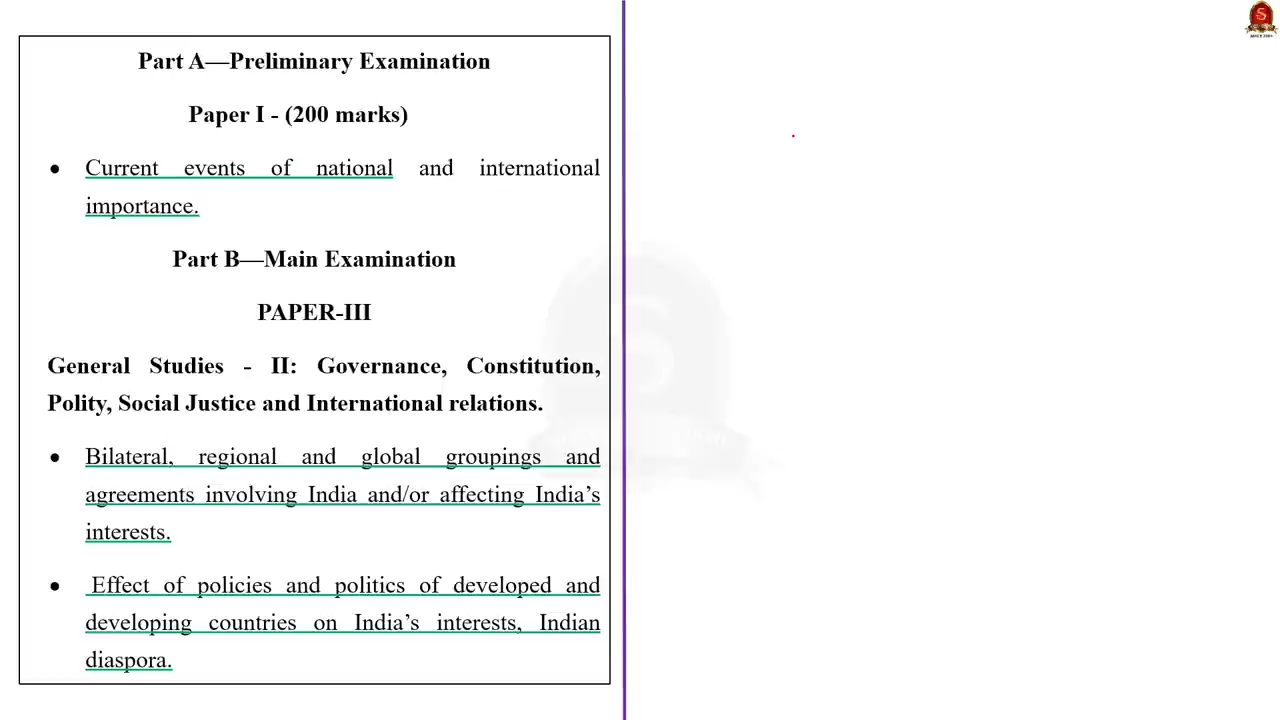 Part A—Preliminary Examination
Paper I - (200 marks)
● Current events of national and international
importance.
Part B—Main Examination
PAPER-III
General Studies - II: Governance, Constitution,
Polity, Social Justice and International relations.
● Bilateral, regional and global groupings and
agreements involving India and/or affecting India’s
interests.
● Effect of policies and politics of developed and
developing countries on India’s interests, Indian
diaspora.